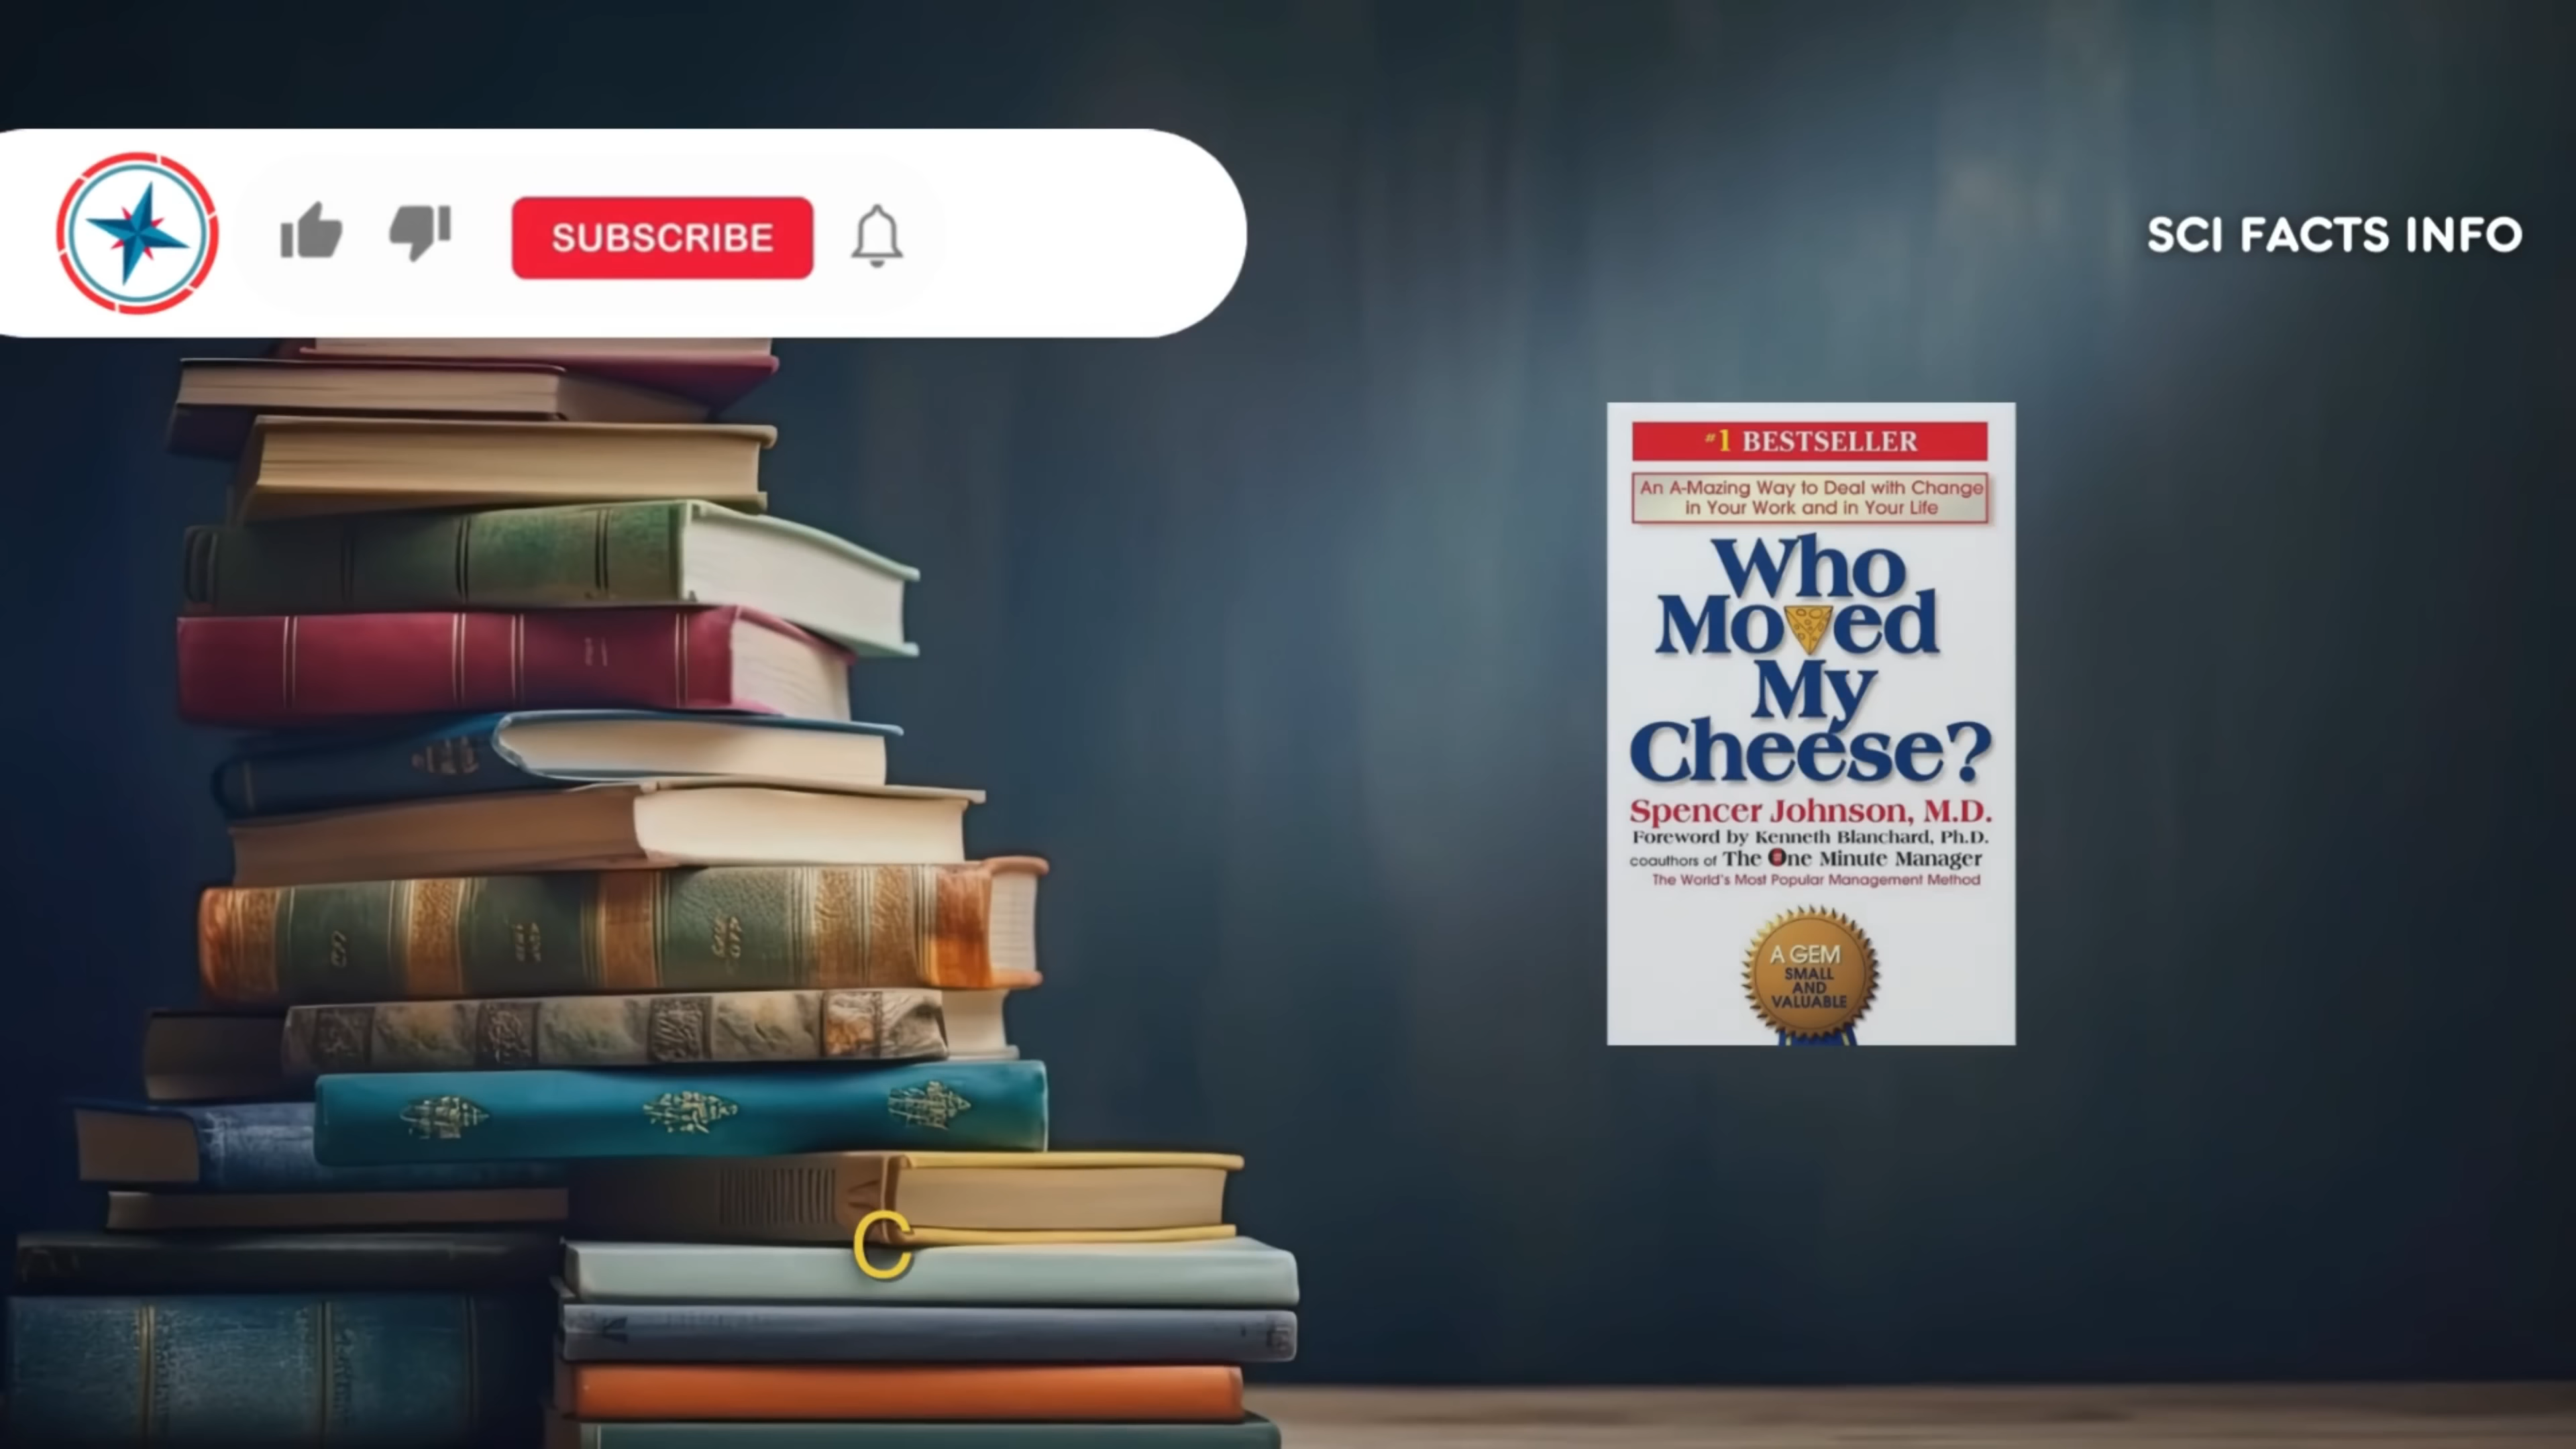 SUBSCRIBE
SCI FACTS INFO
#1 BESTSELLER
An A-Mazing Way to Deal with Change
in Your Work and in Your Life
Who
Moved
My
Cheese?
Spencer Johnson, M.D.
Foreword by Kenneth Blanchard, Ph.D.
coauthors of The One Minute Manager
The World's Most Popular Management Method
A GEM
SMALL
AND
VALUABLE
C